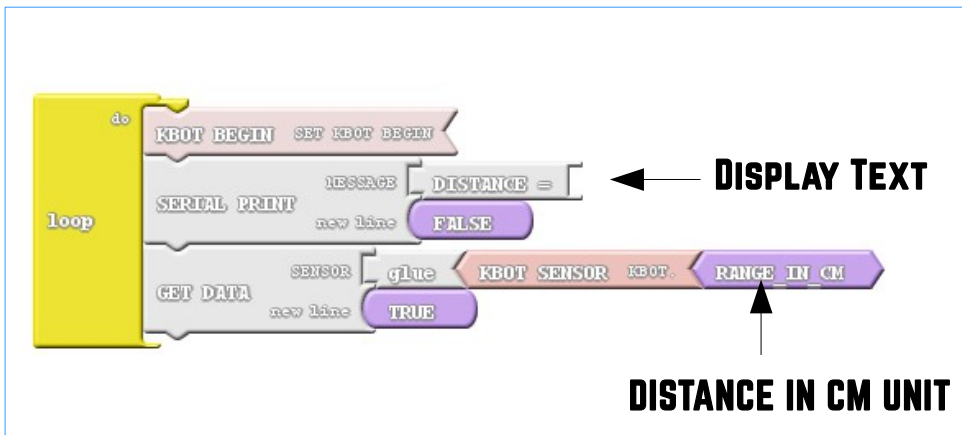 do
KBOT BEGIN SET KBOT BEGIN
MESSAGE DISTANCE =
DISPLAY TEXT
SERIAL PRINT
loop
new line FALSE
SENSOR glue KBOT SENSOR KBOT. RANGE_IN_CM
GET DATA
new line TRUE
DISTANCE IN CM UNIT